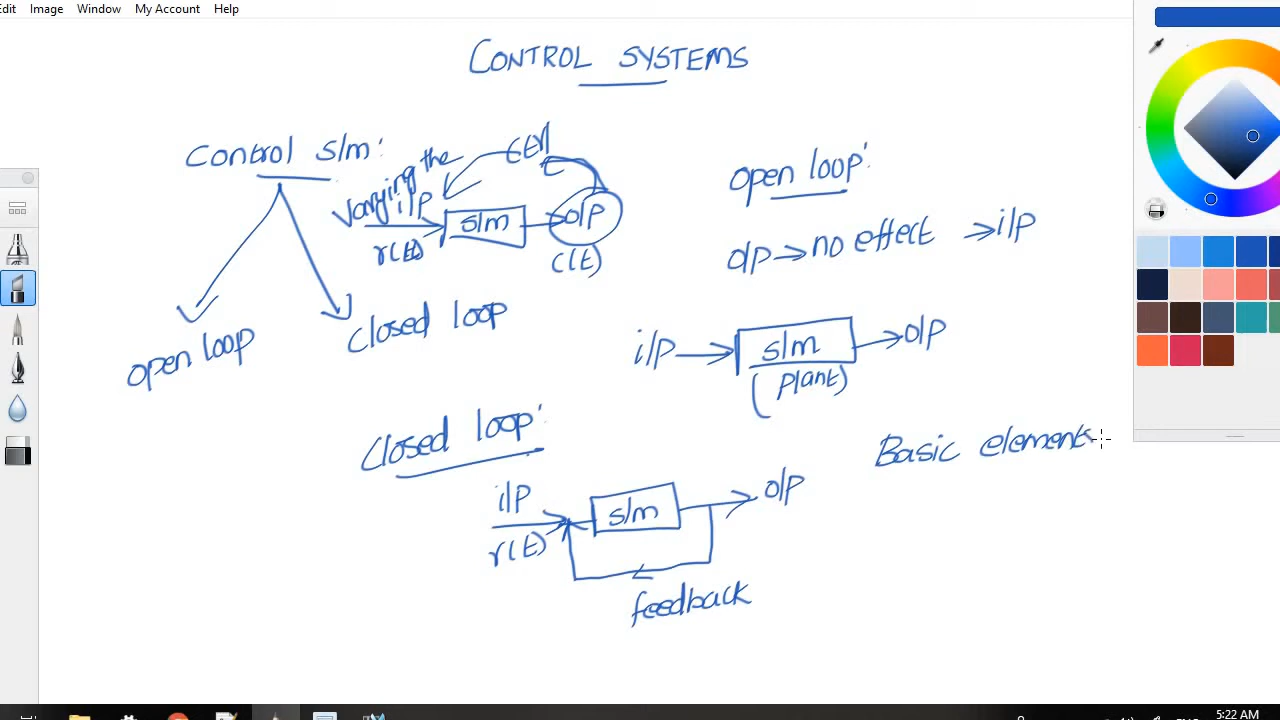 Edit Image Window My Account Help
CONTROL SYSTEMS
Control s/m:
Varying the
i/p
r(t)
s/m
o/p
c(t)
open loop
closed loop
open loop:
o/p → no effect → i/p
i/p → s/m → o/p
(plant)
Closed loop:
i/p
r(t)
s/m
o/p
feedback
Basic element
5:22 AM